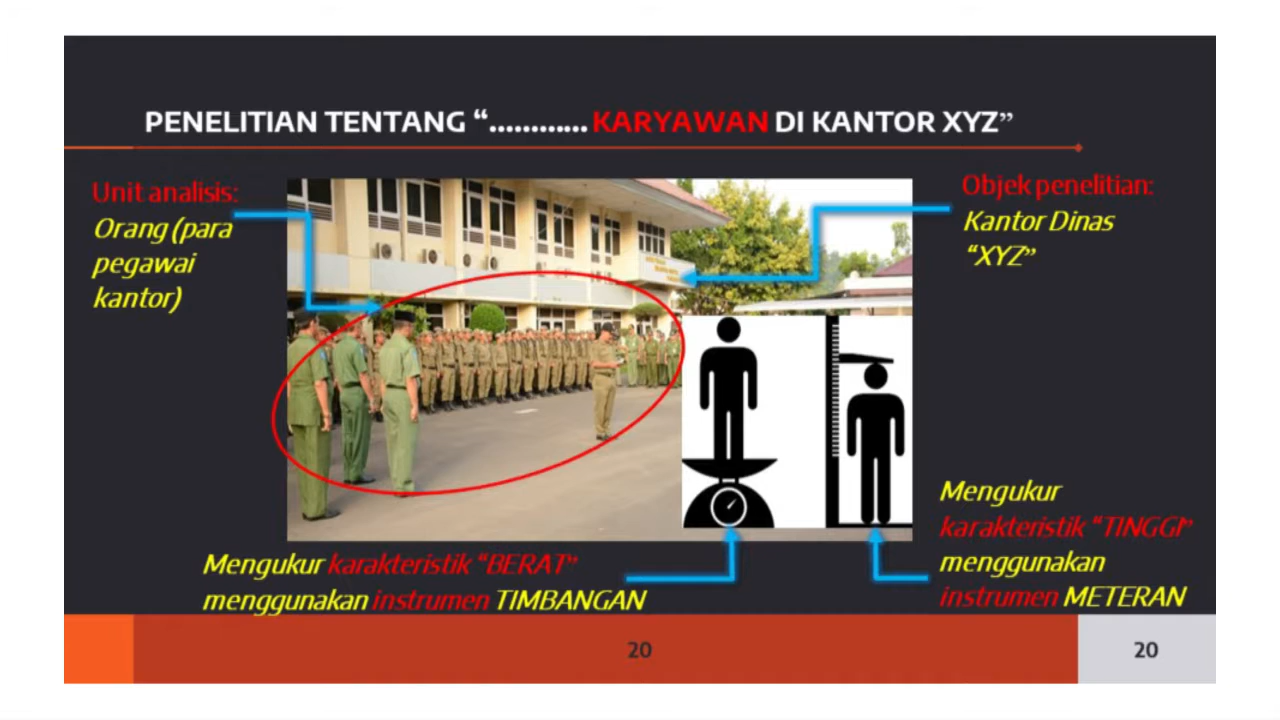 PENELITIAN TENTANG “............ KARYAWAN DI KANTOR XYZ”
Unit analisis:
Orang (para
pegawai
kantor)
Objek penelitian:
Kantor Dinas
“XYZ”
Mengukur karakteristik “BERAT”
menggunakan instrumen TIMBANGAN
Mengukur
karakteristik “TINGGI”
menggunakan
instrumen METERAN
20
20